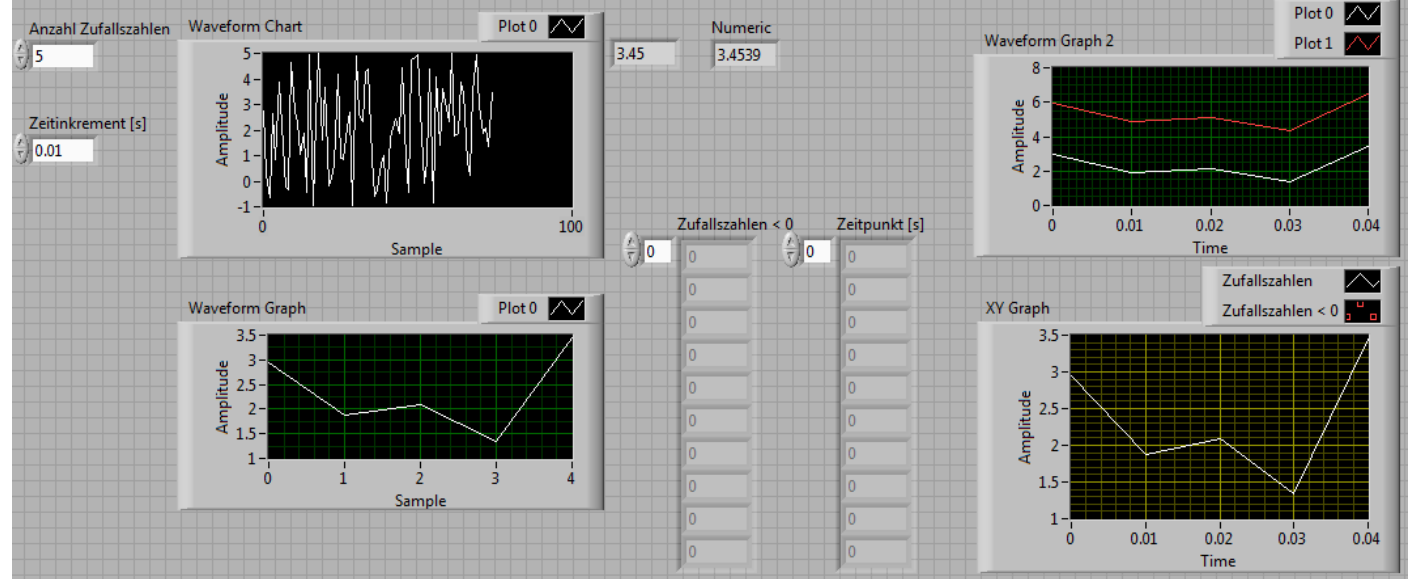 Anzahl Zufallszahlen
5
Zeitinkrement [s]
0.01
Waveform Chart
Plot 0
Amplitude
5
4
3
2
1
0
-1
0
100
Sample
3.45
Numeric
3.4539
Waveform Graph 2
Plot 0
Plot 1
Amplitude
8
6
4
2
0
0
0.01
0.02
0.03
0.04
Time
Waveform Graph
Plot 0
Amplitude
3.5
3
2.5
2
1.5
1
0
1
2
3
4
Sample
Zufallszahlen < 0
0
0
0
0
0
0
0
0
0
0
0
Zeitpunkt [s]
0
0
0
0
0
0
0
0
0
0
0
XY Graph
Zufallszahlen
Zufallszahlen < 0
Amplitude
3.5
3
2.5
2
1.5
1
0
0.01
0.02
0.03
0.04
Time